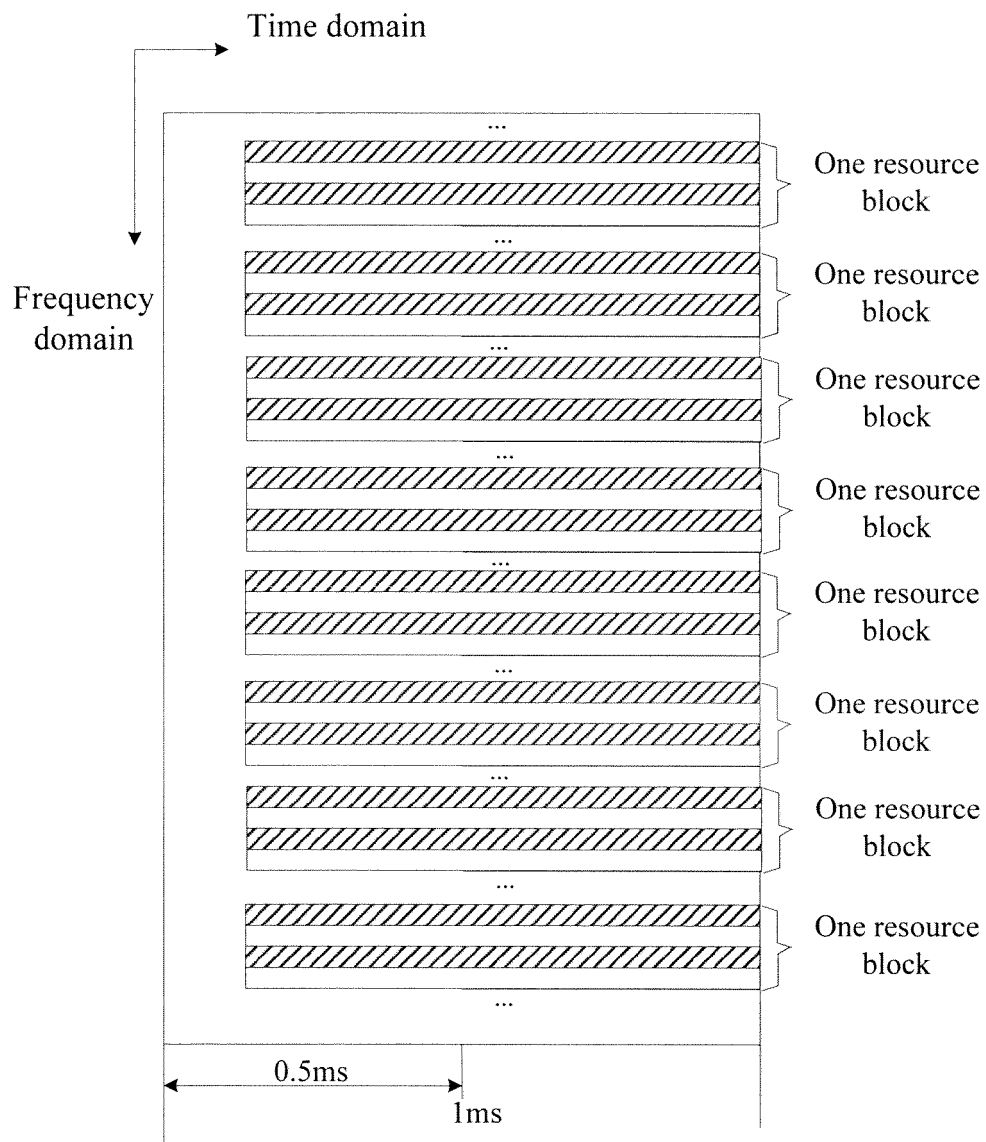 Time domain
...
One resource
block
...
One resource
block
Frequency
domain
...
One resource
block
...
One resource
block
...
One resource
block
...
One resource
block
...
One resource
block
...
One resource
block
...
0.5ms
1ms